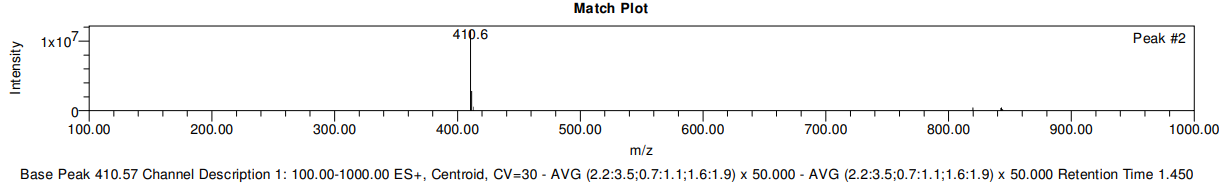 Match Plot
410.6
Peak #2
Intensity
1x10⁷
0
100.00 200.00 300.00 400.00 500.00 600.00 700.00 800.00 900.00 1000.00
m/z
Base Peak 410.57 Channel Description 1: 100.00-1000.00 ES+, Centroid, CV=30 - AVG (2.2:3.5;0.7:1.1;1.6:1.9) x 50.000 - AVG (2.2:3.5;0.7:1.1;1.6:1.9) x 50.000 Retention Time 1.450